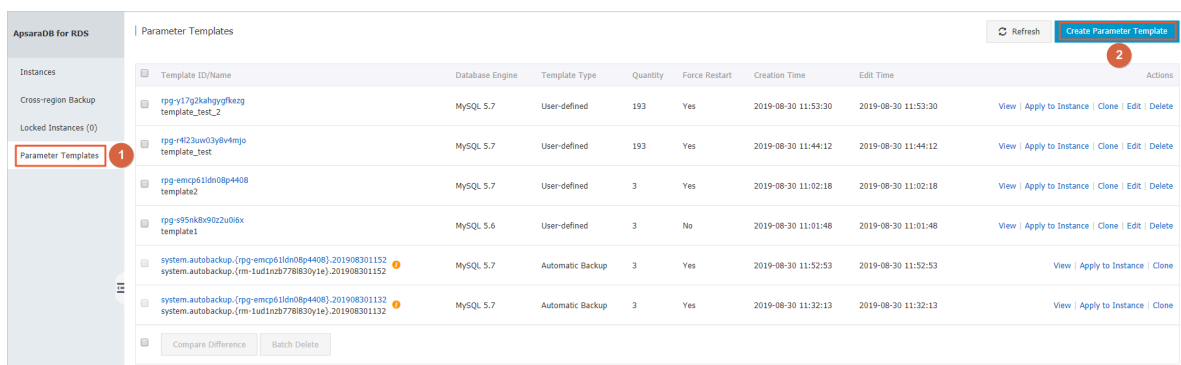 ApsaraDB for RDS
Instances
Cross-region Backup
Locked Instances (0)
Parameter Templates
1
Parameter Templates
Refresh
Create Parameter Template
2
Template ID/Name Database Engine Template Type Quantity Force Restart Creation Time Edit Time Actions
rpg-y17g2kahgygfkezg
template_test_2
MySQL 5.7 User-defined 193 Yes 2019-08-30 11:53:30 2019-08-30 11:53:30 View | Apply to Instance | Clone | Edit | Delete
rpg-r4l23uw03y8v4mjo
template_test
MySQL 5.7 User-defined 193 Yes 2019-08-30 11:44:12 2019-08-30 11:44:12 View | Apply to Instance | Clone | Edit | Delete
rpg-emcp61ldn08p4408
template2
MySQL 5.7 User-defined 3 Yes 2019-08-30 11:02:18 2019-08-30 11:02:18 View | Apply to Instance | Clone | Edit | Delete
rpg-s95nk8x90z2u0i6x
template1
MySQL 5.6 User-defined 3 No 2019-08-30 11:01:48 2019-08-30 11:01:48 View | Apply to Instance | Clone | Edit | Delete
system.autobackup.{rpg-emcp61ldn08p4408}.201908301152
system.autobackup.{rm-1ud1nzb778l830y1e}.201908301152
MySQL 5.7 Automatic Backup 3 Yes 2019-08-30 11:52:53 2019-08-30 11:52:53 View | Apply to Instance | Clone
system.autobackup.{rpg-emcp61ldn08p4408}.201908301132
system.autobackup.{rm-1ud1nzb778l830y1e}.201908301132
MySQL 5.7 Automatic Backup 3 Yes 2019-08-30 11:32:13 2019-08-30 11:32:13 View | Apply to Instance | Clone
Compare Difference
Batch Delete